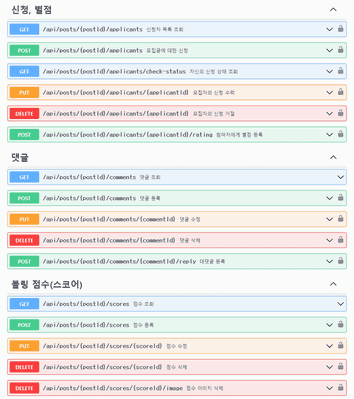 신청, 별점
GET /api/posts/{postId}/applicants 신청자 목록 조회
POST /api/posts/{postId}/applicants 모집글에 대한 신청
GET /api/posts/{postId}/applicants/check-status 자신의 신청 상태 조회
PUT /api/posts/{postId}/applicants/{applicantId} 모집자의 신청 수락
DELETE /api/posts/{postId}/applicants/{applicantId} 모집자의 신청 거절
POST /api/posts/{postId}/applicants/{applicantId}/rating 참여자에게 별점 등록
댓글
GET /api/posts/{postId}/comments 댓글 조회
POST /api/posts/{postId}/comments 댓글 등록
PUT /api/posts/{postId}/comments/{commentId} 댓글 수정
DELETE /api/posts/{postId}/comments/{commentId} 댓글 삭제
POST /api/posts/{postId}/comments/{commentId}/reply 대댓글 등록
볼링 점수(스코어)
GET /api/posts/{postId}/scores 점수 조회
POST /api/posts/{postId}/scores 점수 등록
PUT /api/posts/{postId}/scores/{scoreId} 점수 수정
DELETE /api/posts/{postId}/scores/{scoreId} 점수 삭제
DELETE /api/posts/{postId}/scores/{scoreId}/image 점수 이미지 삭제